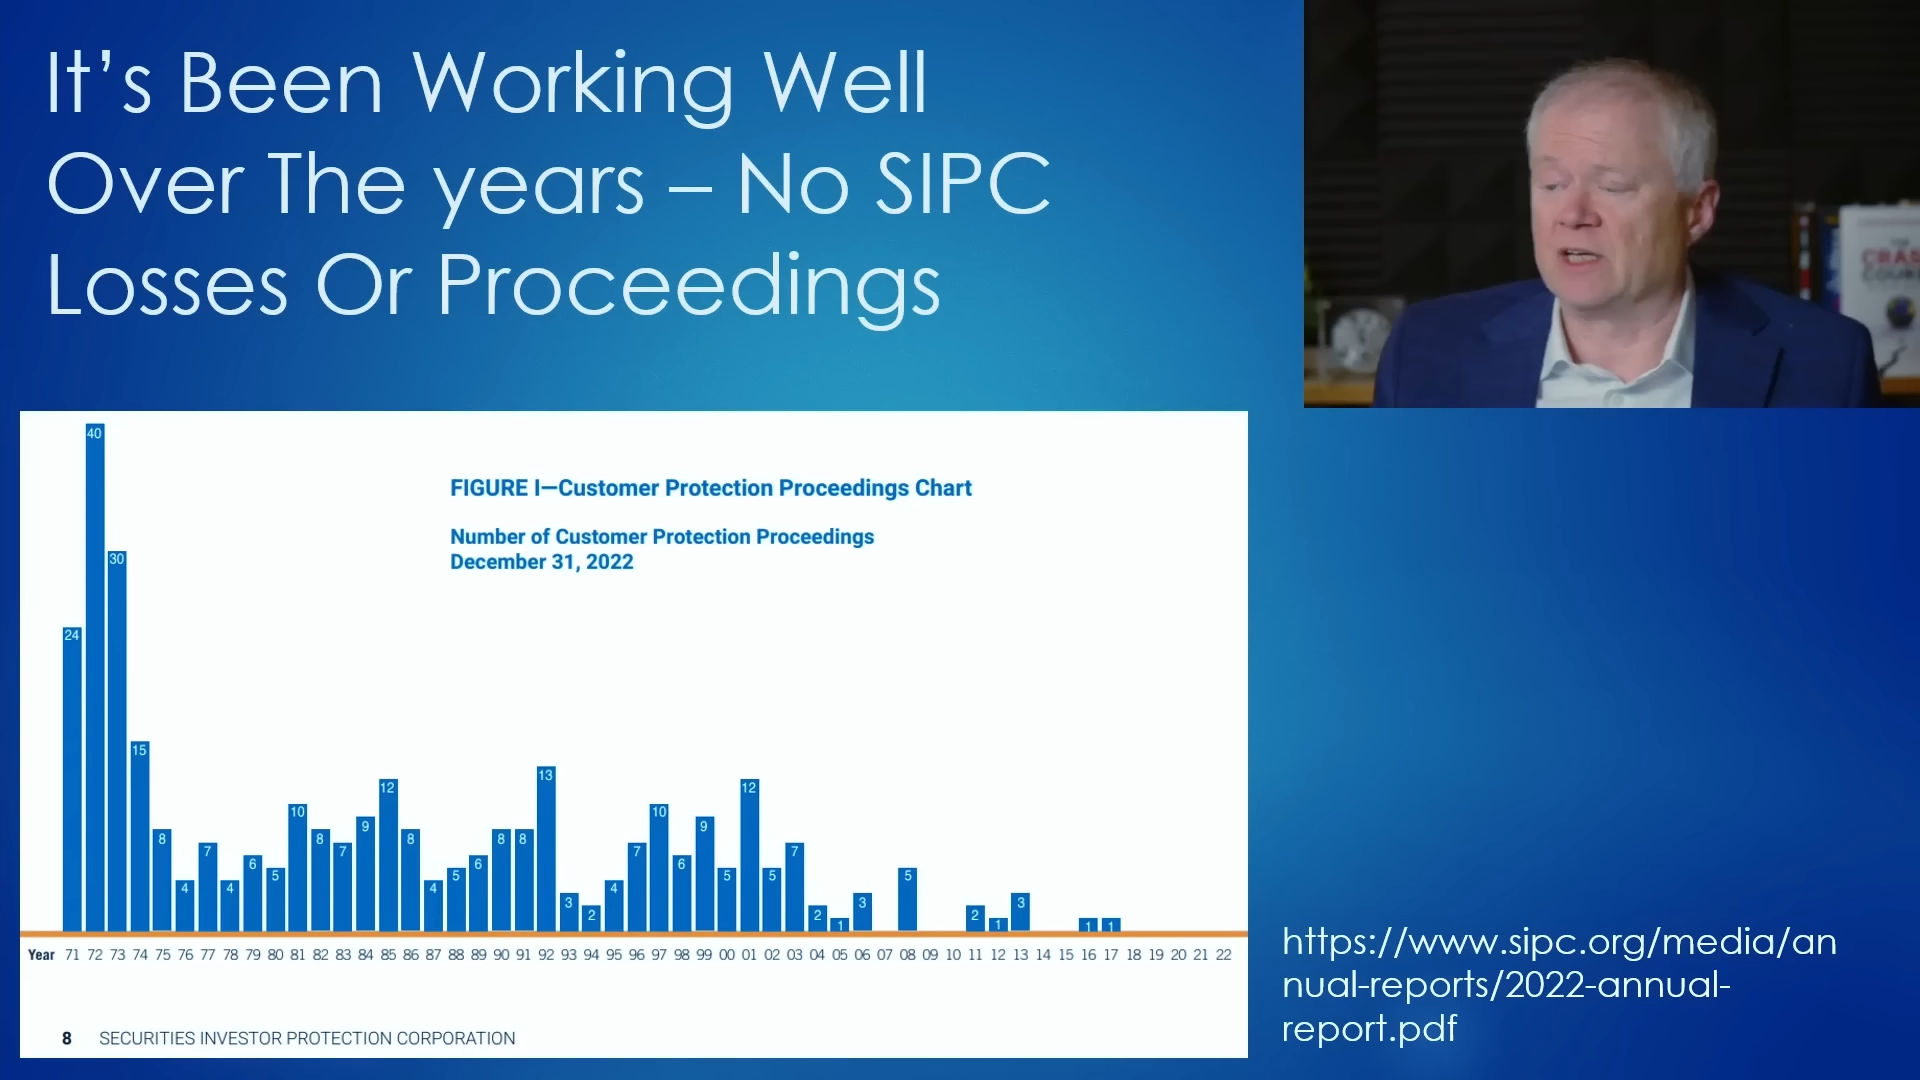 It’s Been Working Well
Over The years – No SIPC
Losses Or Proceedings
CRAS
COUR
FIGURE I—Customer Protection Proceedings Chart
Number of Customer Protection Proceedings
December 31, 2022
24 40 30 15 8 4 7 4 6 5 10 8 7 9 12 8 4 5 6 8 8 13 3 2 4 7 10 6 9 5 12 5 7 2 1 3 5 2 1 3 1 1
Year 71 72 73 74 75 76 77 78 79 80 81 82 83 84 85 86 87 88 89 90 91 92 93 94 95 96 97 98 99 00 01 02 03 04 05 06 07 08 09 10 11 12 13 14 15 16 17 18 19 20 21 22
8 SECURITIES INVESTOR PROTECTION CORPORATION
https://www.sipc.org/media/an
nual-reports/2022-annual-
report.pdf